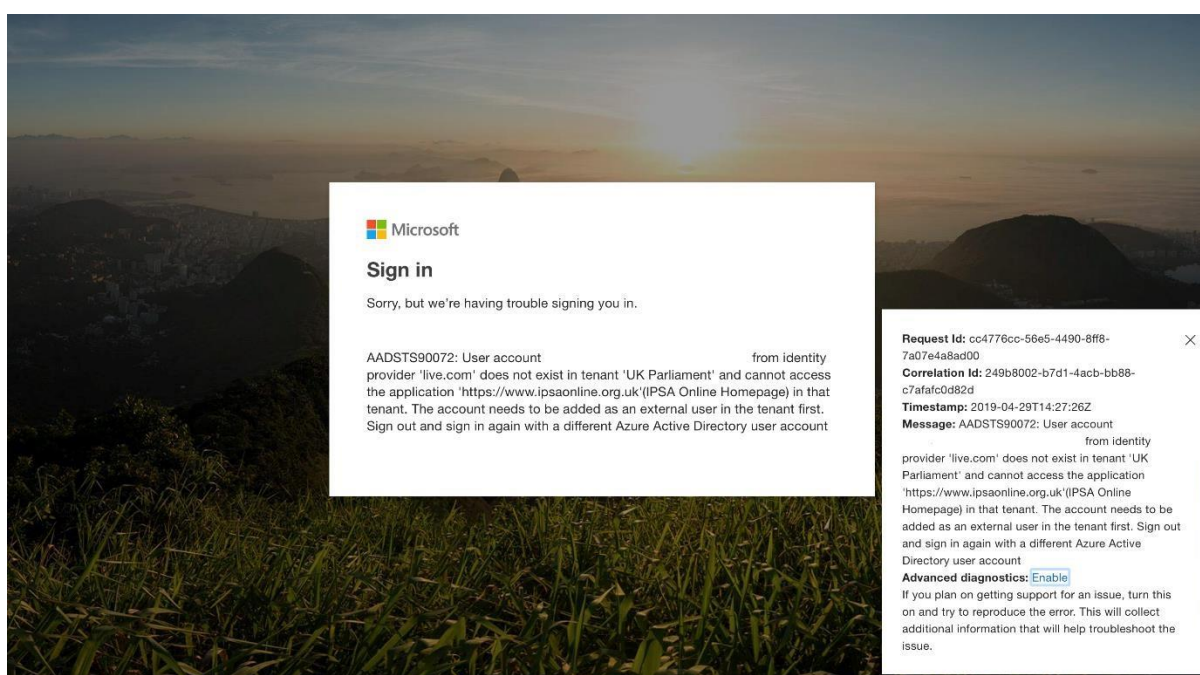 Microsoft
Sign in
Sorry, but we're having trouble signing you in.
AADSTS90072: User account from identity
provider 'live.com' does not exist in tenant 'UK Parliament' and cannot access
the application 'https://www.ipsaonline.org.uk'(IPSA Online Homepage) in that
tenant. The account needs to be added as an external user in the tenant first.
Sign out and sign in again with a different Azure Active Directory user account
Request Id: cc4776cc-56e5-4490-8ff8-
7a07e4a8ad00
Correlation Id: 249b8002-b7d1-4acb-bb88-
c7afafc0d82d
Timestamp: 2019-04-29T14:27:26Z
Message: AADSTS90072: User account
from identity
provider 'live.com' does not exist in tenant 'UK
Parliament' and cannot access the application
'https://www.ipsaonline.org.uk'(IPSA Online
Homepage) in that tenant. The account needs to be
added as an external user in the tenant first. Sign out
and sign in again with a different Azure Active
Directory user account
Advanced diagnostics: Enable
If you plan on getting support for an issue, turn this
on and try to reproduce the error. This will collect
additional information that will help troubleshoot the
issue.